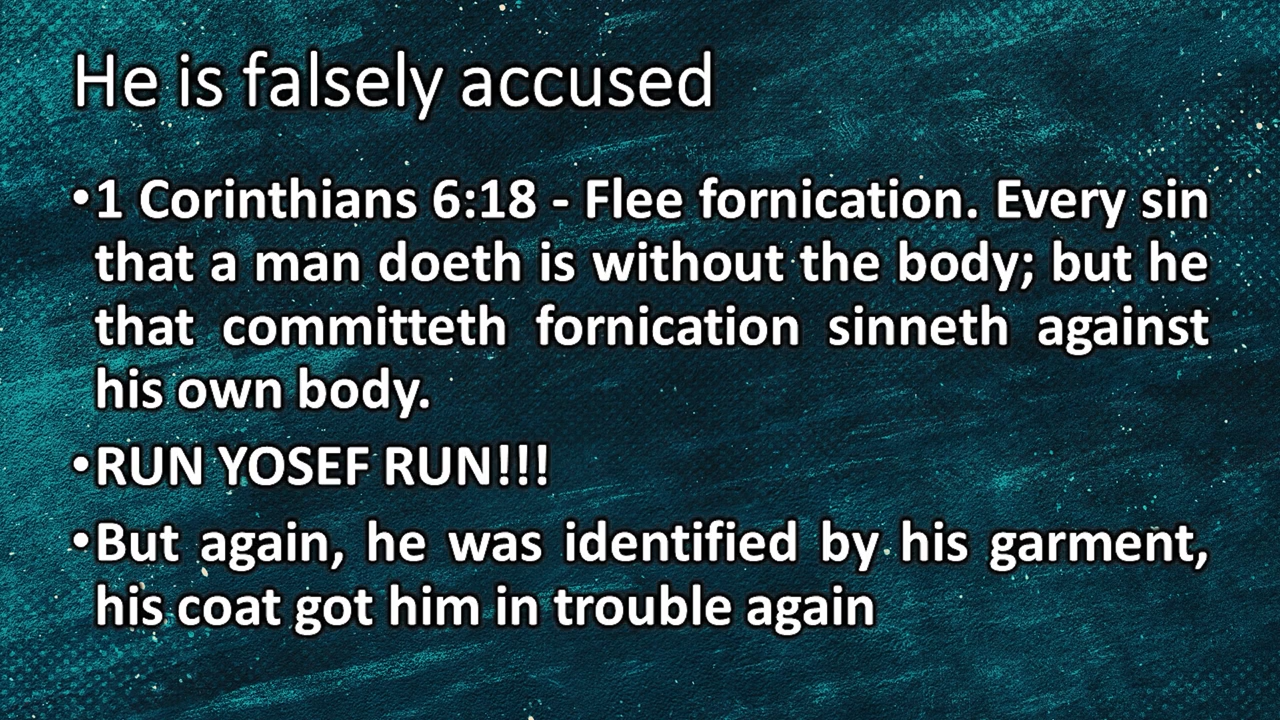 He is falsely accused
•1 Corinthians 6:18 - Flee fornication. Every sin
that a man doeth is without the body; but he
that committeth fornication sinneth against
his own body.
•RUN YOSEF RUN!!!
•But again, he was identified by his garment,
his coat got him in trouble again